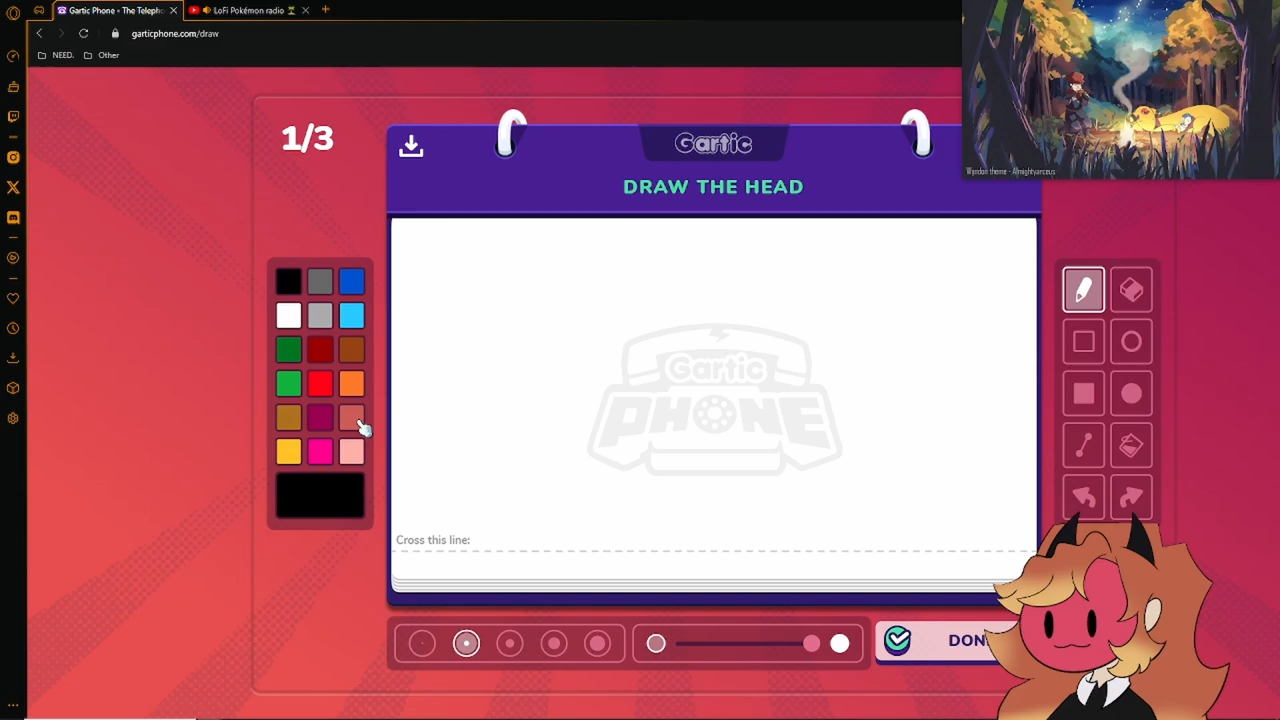 Gartic Phone - The Teleph
LoFi Pokémon radio
garticphone.com/draw
NEED.
Other
Wyndon theme - Almightyarceus
1/3
Gartic
DRAW THE HEAD
Gartic
PHONE
Cross this line:
DON